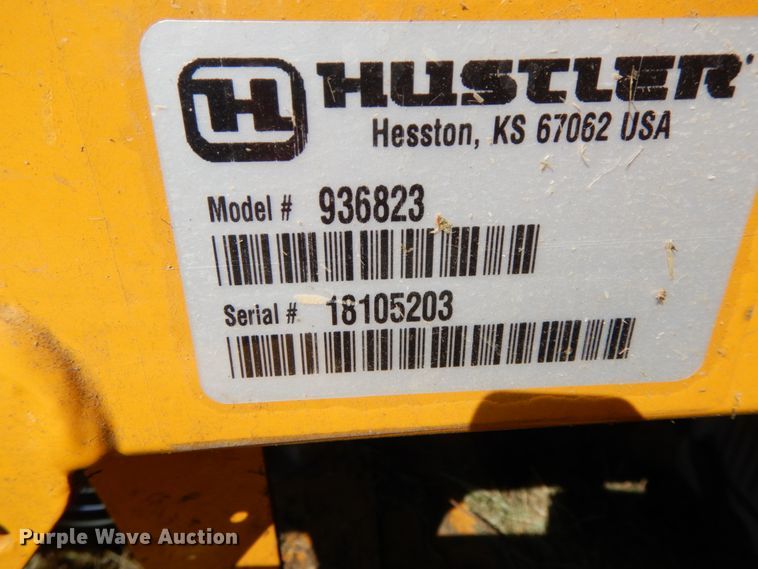 H HUSTLER
Hesston, KS 67062 USA
Model # 936823
Serial # 18105203
Purple Wave Auction